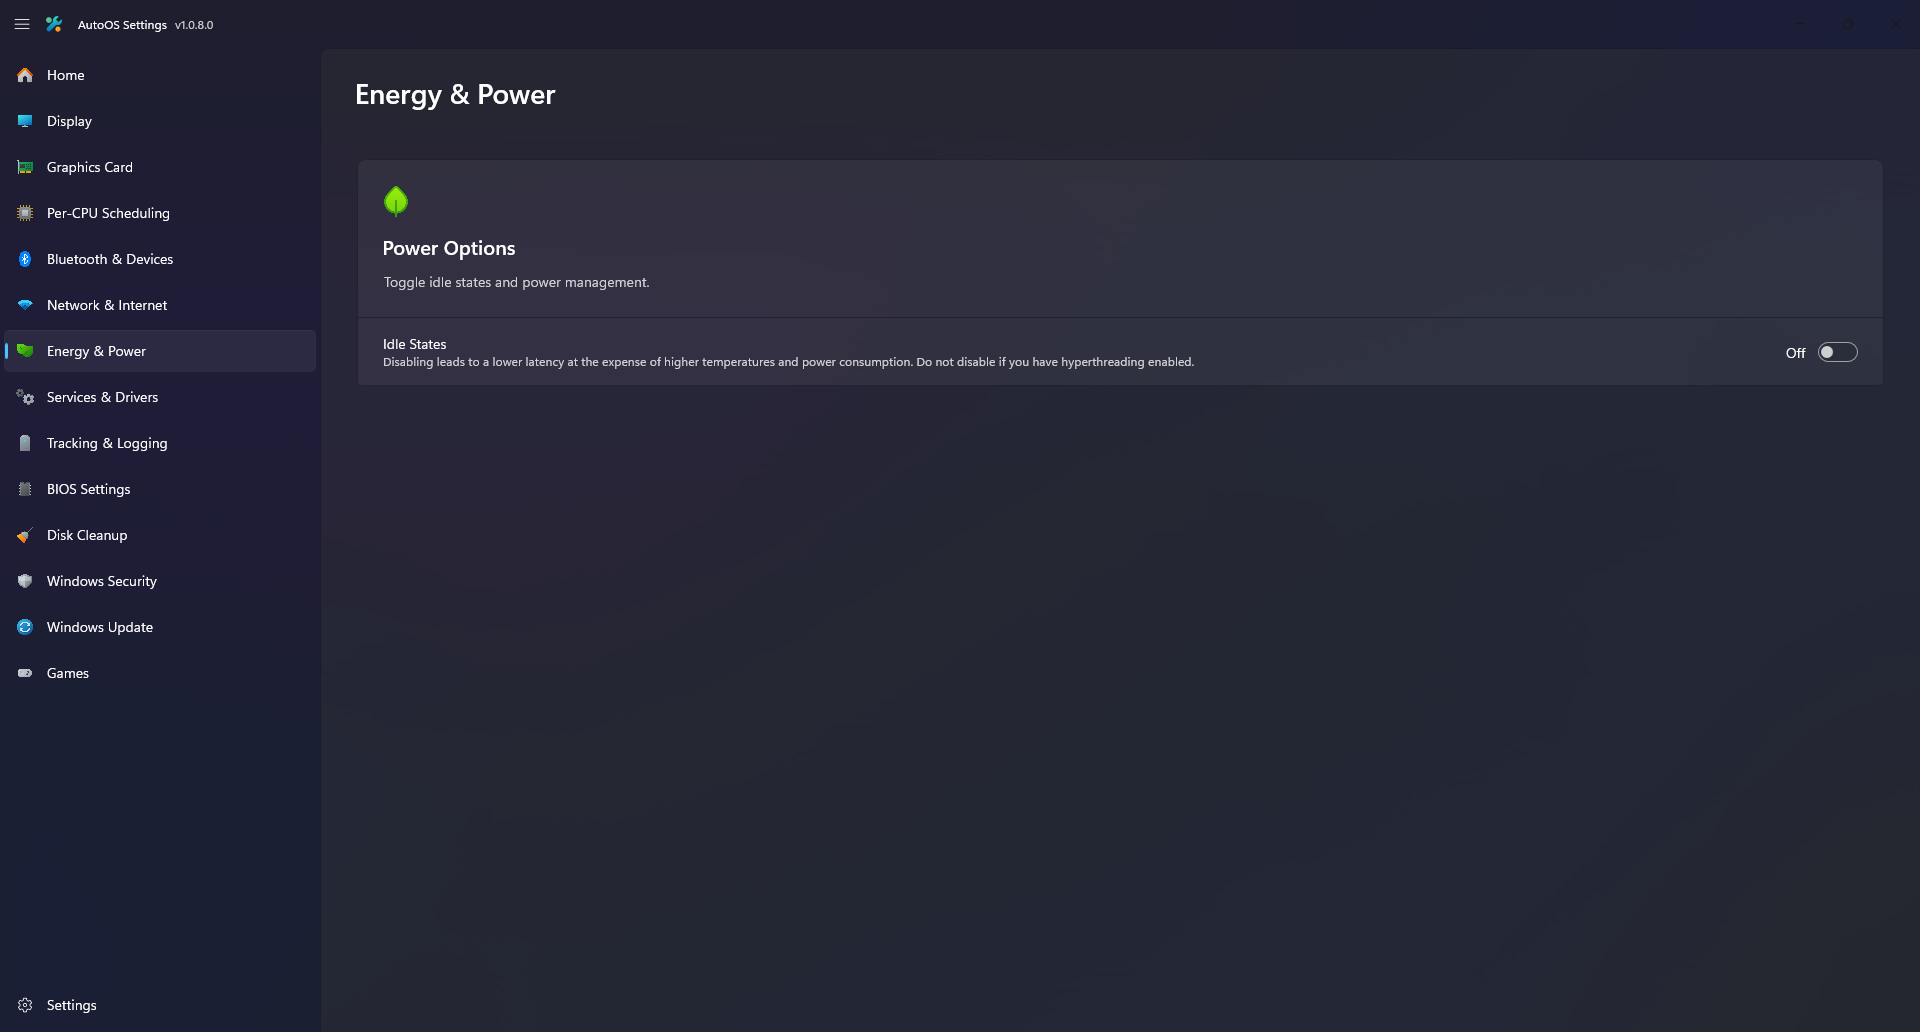 AutoOS Settings v1.0.8.0
Home
Display
Graphics Card
Per-CPU Scheduling
Bluetooth & Devices
Network & Internet
Energy & Power
Services & Drivers
Tracking & Logging
BIOS Settings
Disk Cleanup
Windows Security
Windows Update
Games
Settings
Energy & Power
Power Options
Toggle idle states and power management.
Idle States
Disabling leads to a lower latency at the expense of higher temperatures and power consumption. Do not disable if you have hyperthreading enabled.
Off